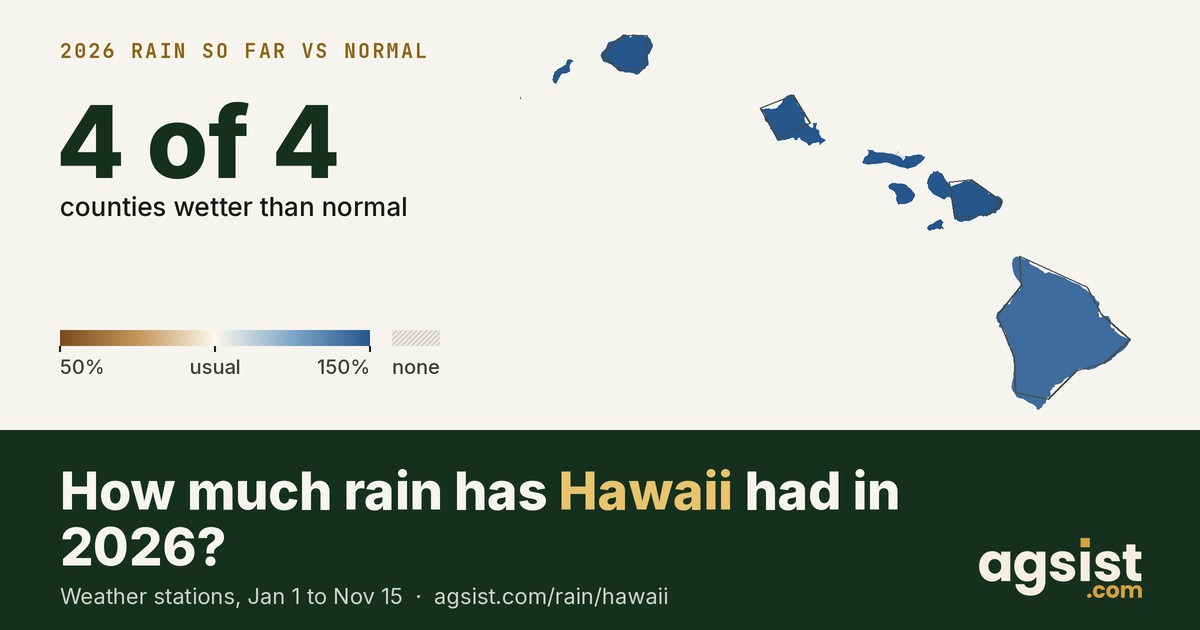 2026 RAIN SO FAR VS NORMAL
4 of 4
counties wetter than normal
50% usual 150% none
How much rain has Hawaii had in
2026?
Weather stations, Jan 1 to Nov 15 · agsist.com/rain/hawaii
agsist
.com